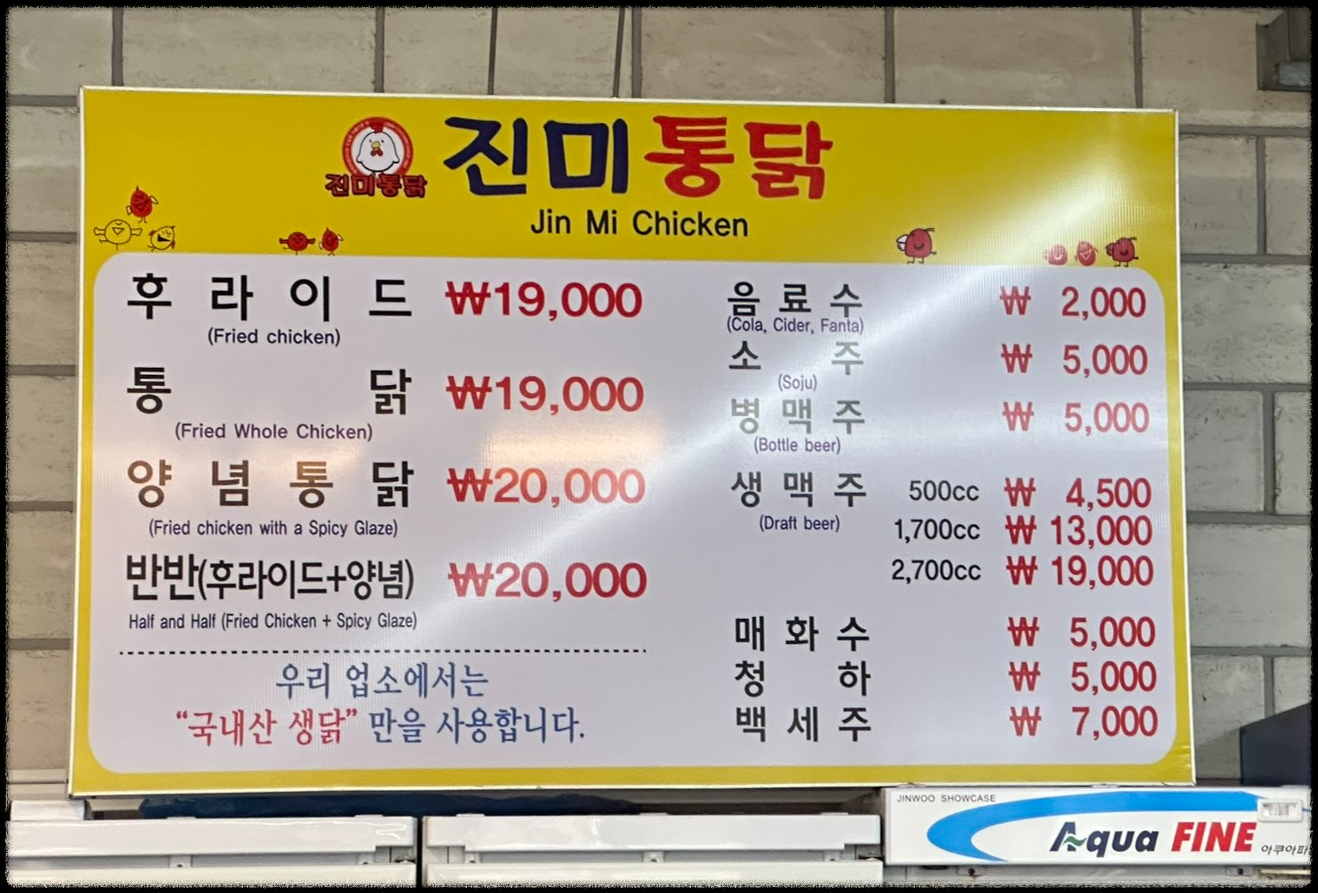 진미통닭
진미통닭
Jin Mi Chicken
후라이드 ₩19,000
(Fried chicken)
통닭 ₩19,000
(Fried Whole Chicken)
양념통닭 ₩20,000
(Fried chicken with a Spicy Glaze)
반반(후라이드+양념) ₩20,000
Half and Half (Fried Chicken + Spicy Glaze)
우리 업소에서는
“국내산 생닭” 만을 사용합니다.
음료수 ₩ 2,000
(Cola, Cider, Fanta)
소주 ₩ 5,000
(Soju)
병맥주 ₩ 5,000
(Bottle beer)
생맥주 500cc ₩ 4,500
(Draft beer) 1,700cc ₩ 13,000
2,700cc ₩ 19,000
매화수 ₩ 5,000
청하 ₩ 5,000
백세주 ₩ 7,000
JINWOO SHOWCASE
Aqua FINE